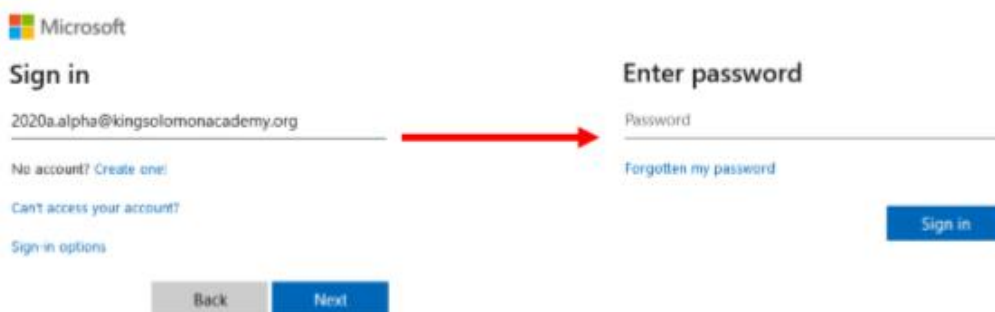 Microsoft
Sign in
2020a.alpha@kingsolomonacademy.org
No account? Create one!
Can't access your account?
Sign-in options
Back
Next
Enter password
Password
Forgotten my password
Sign in